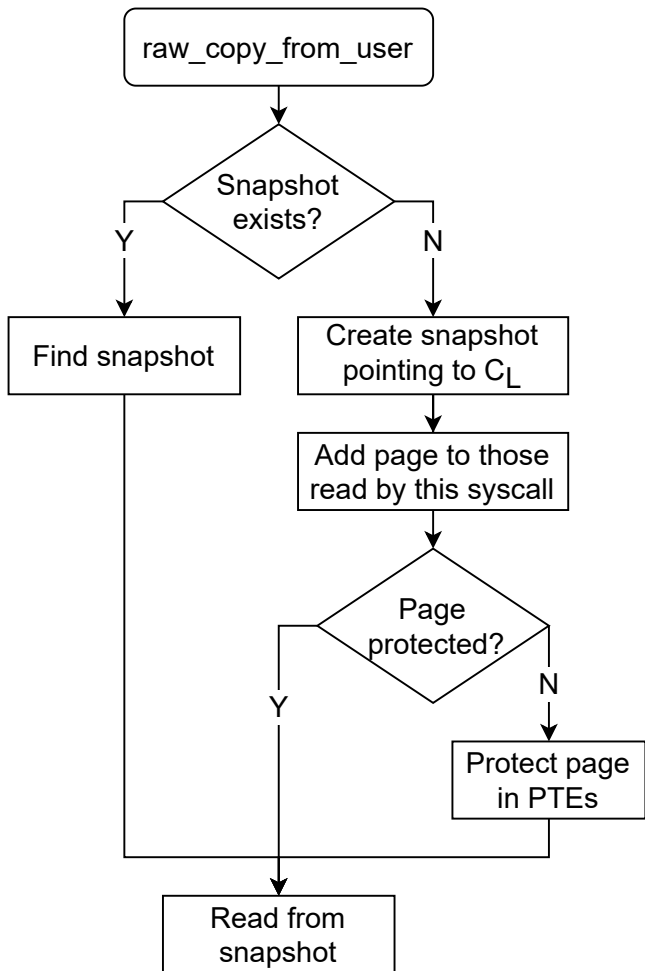 raw_copy_from_user
Snapshot
exists?
Y
N
Find snapshot
Create snapshot
pointing to CL
Add page to those
read by this syscall
Page
protected?
Y
N
Protect page
in PTEs
Read from
snapshot